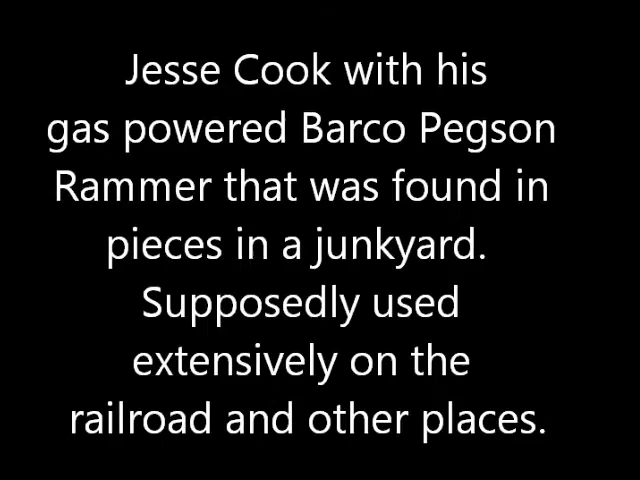 Jesse Cook with his
gas powered Barco Pegson
Rammer that was found in
pieces in a junkyard.
Supposedly used
extensively on the
railroad and other places.